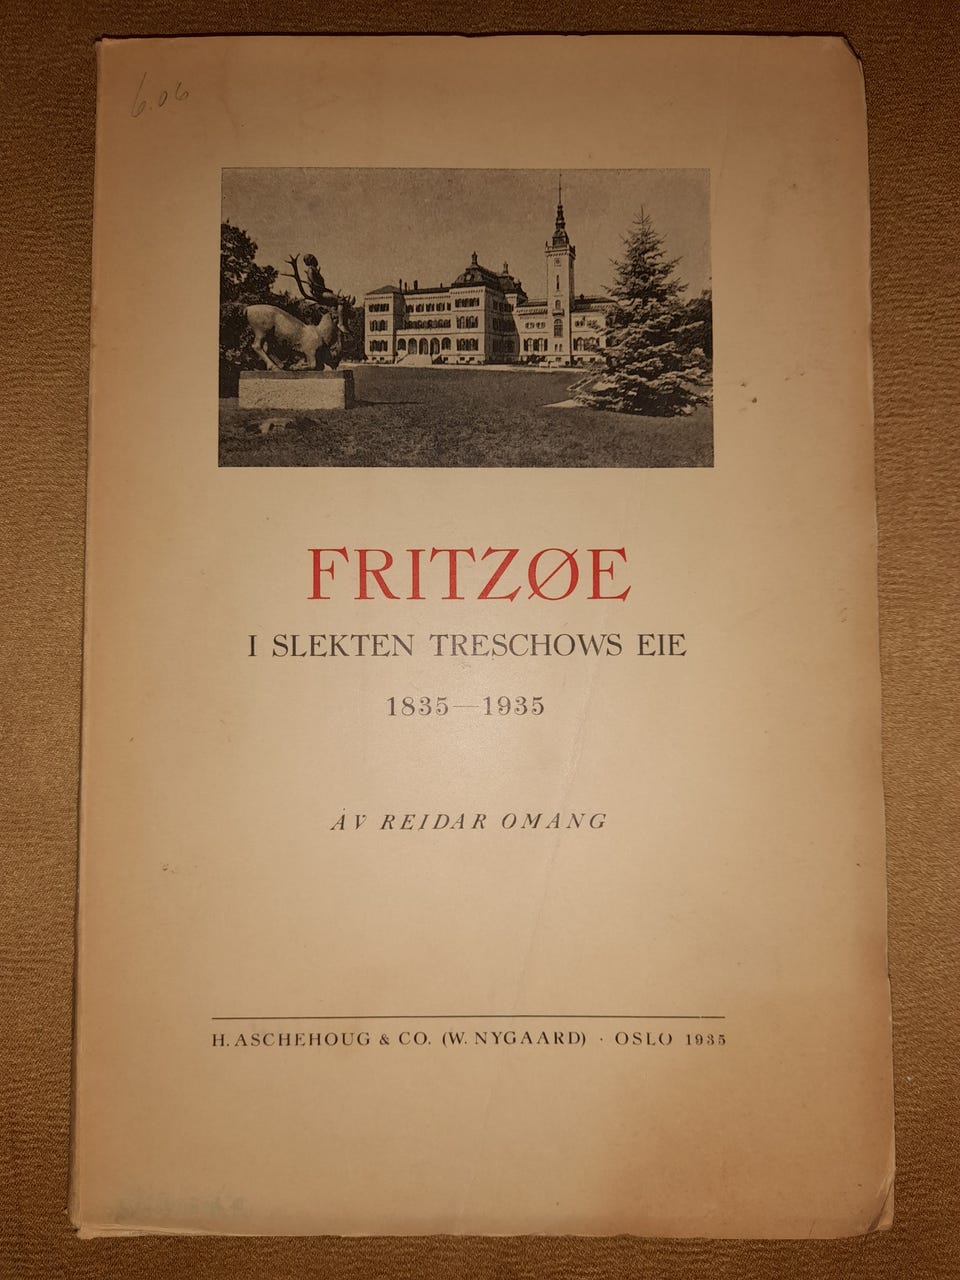 6.06
FRITZØE
I SLEKTEN TRESCHOWS EIE
1835—1935
AV REIDAR OMANG
H. ASCHEHOUG & CO. (W. NYGAARD) · OSLO 1935